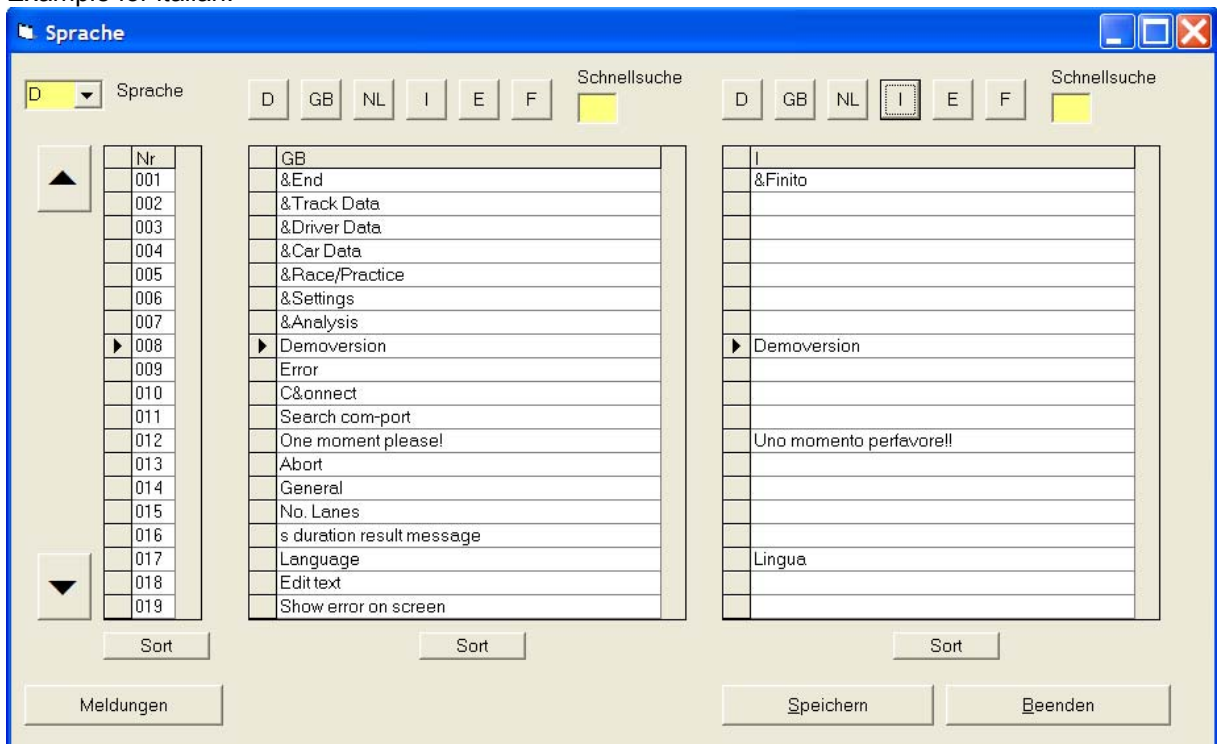 Example for Italian:
Sprache
D Sprache D GB NL I E F Schnellsuche D GB NL I E F Schnellsuche
Nr GB I
001 &End &Finito
002 &Track Data
003 &Driver Data
004 &Car Data
005 &Race/Practice
006 &Settings
007 &Analysis
008 Demoversion Demoversion
009 Error
010 C&onnect
011 Search com-port
012 One moment please! Uno momento perfavore!!
013 Abort
014 General
015 No. Lanes
016 s duration result message
017 Language Lingua
018 Edit text
019 Show error on screen
Sort Sort Sort
Meldungen Speichern Beenden